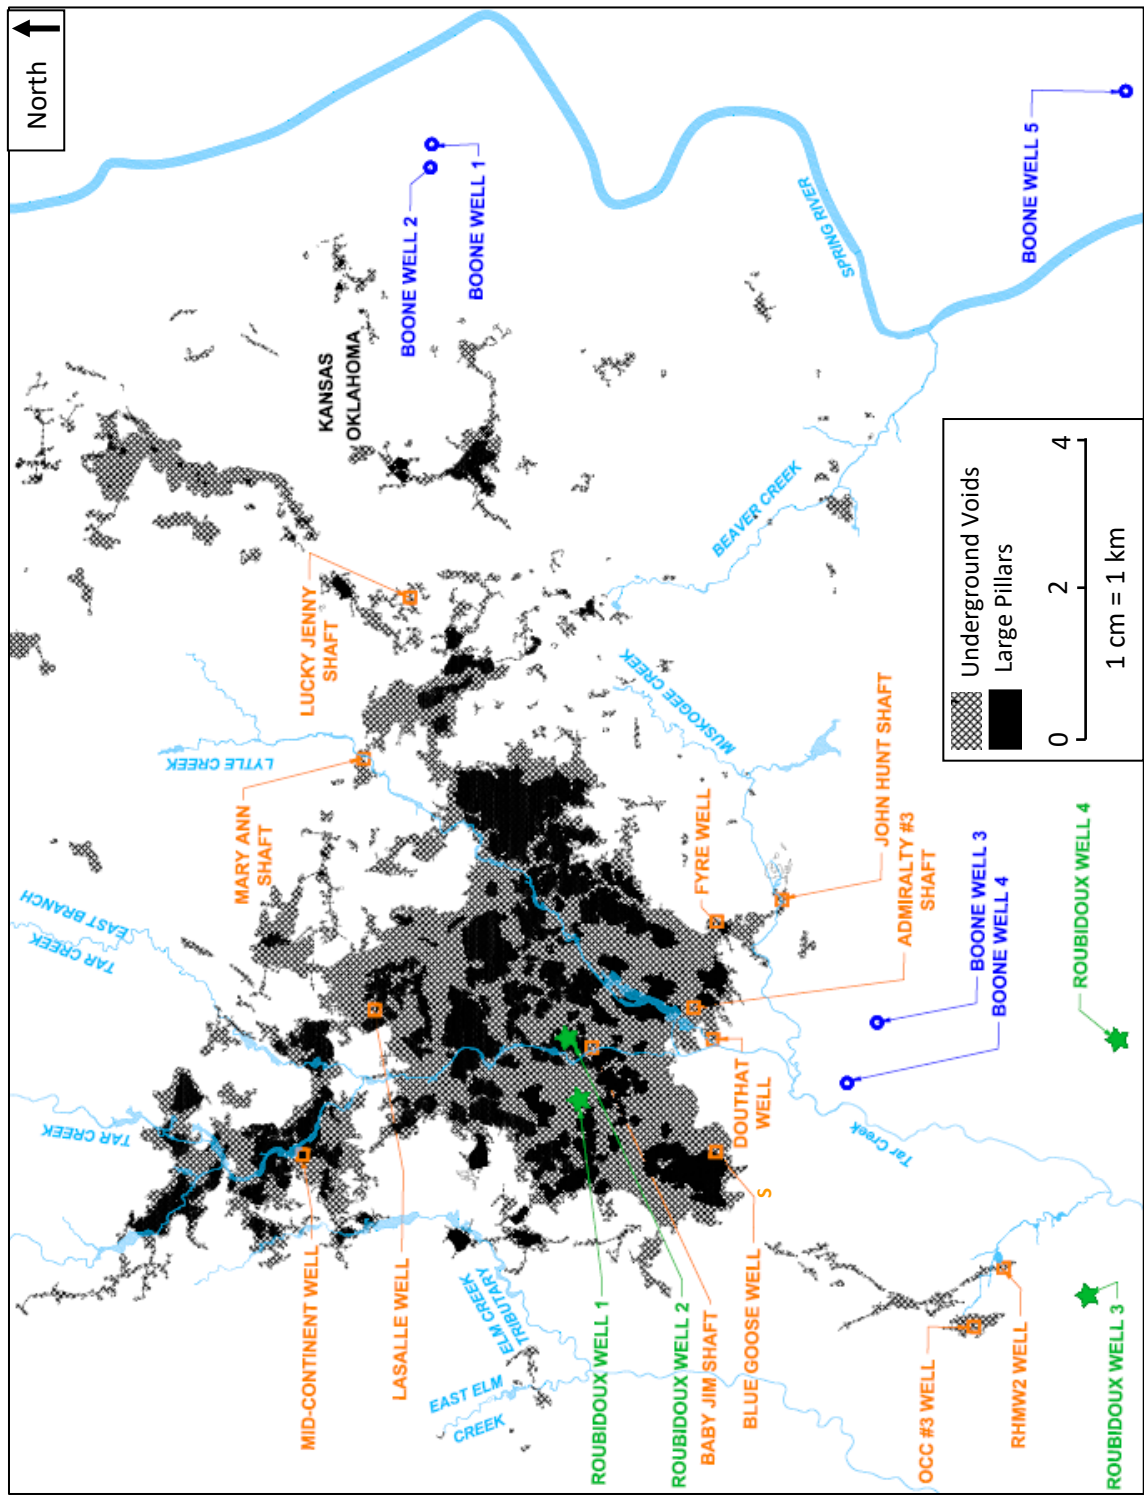 North
KANSAS
OKLAHOMA
BOONE WELL 2
BOONE WELL 1
SPRING RIVER
BOONE WELL 5
BEAVER CREEK
LUCKY JENNY
SHAFT
LYTLE CREEK
MARY ANN
SHAFT
MUSKOGEE CREEK
FYRE WELL
JOHN HUNT SHAFT
ADMIRALTY #3
SHAFT
EAST BRANCH
TAR CREEK
TAR CREEK
BOONE WELL 3
BOONE WELL 4
ROUBIDOUX WELL 4
DOUTHAT
WELL
Tar Creek
S
MID-CONTINENT WELL
LASALLE WELL
ELM CREEK
TRIBUTARY
EAST ELM
CREEK
ROUBIDOUX WELL 1
ROUBIDOUX WELL 2
BABY JIM SHAFT
BLUE GOOSE WELL
OCC #3 WELL
RHMW2 WELL
ROUBIDOUX WELL 3
Underground Voids
Large Pillars
0 2 4
1 cm = 1 km